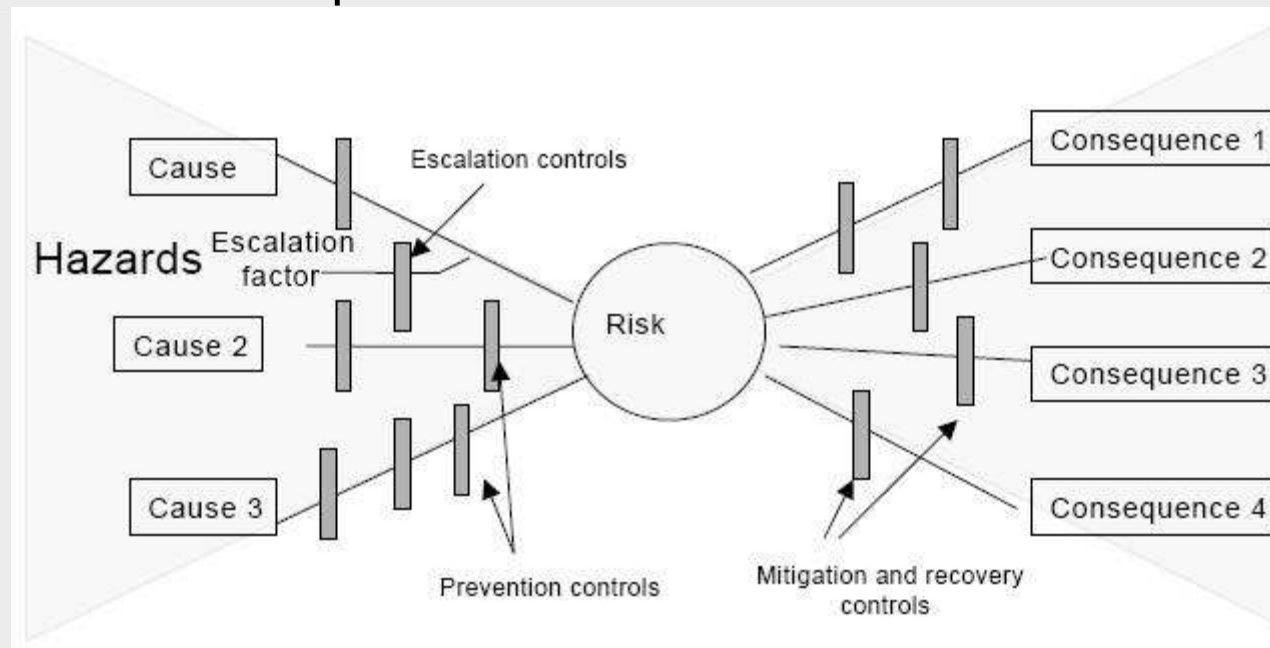 Consequence 1
Cause
Escalation controls
Hazards
Escalation
factor
Consequence 2
Risk
Cause 2
Consequence 3
Cause 3
Consequence 4
Prevention controls
Mitigation and recovery
controls